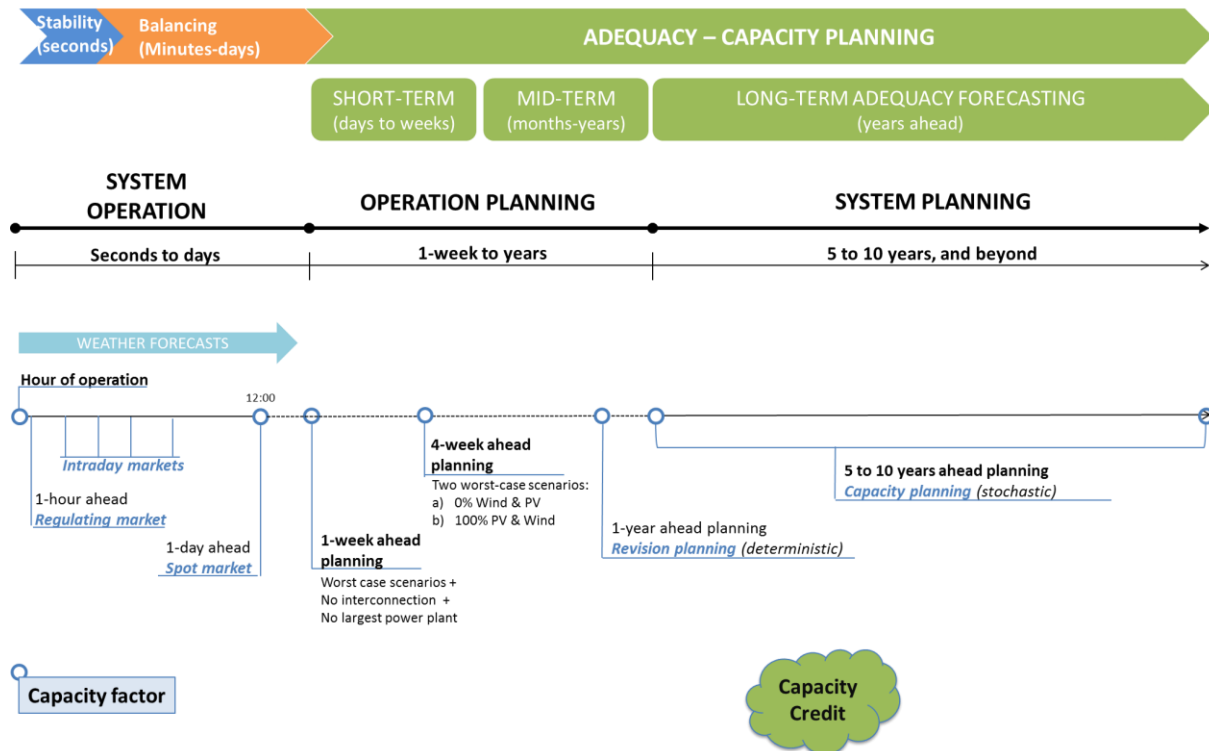 Stability
(seconds)
Balancing
(Minutes-days)
ADEQUACY – CAPACITY PLANNING
SHORT-TERM
(days to weeks)
MID-TERM
(months-years)
LONG-TERM ADEQUACY FORECASTING
(years ahead)
SYSTEM
OPERATION
OPERATION PLANNING
SYSTEM PLANNING
Seconds to days
1-week to years
5 to 10 years, and beyond
WEATHER FORECASTS
Hour of operation
12:00
Intraday markets
1-hour ahead
Regulating market
1-day ahead
Spot market
1-week ahead
planning
Worst case scenarios +
No interconnection +
No largest power plant
4-week ahead
planning
Two worst-case scenarios:
a) 0% Wind & PV
b) 100% PV & Wind
1-year ahead planning
Revision planning (deterministic)
5 to 10 years ahead planning
Capacity planning (stochastic)
Capacity factor
Capacity
Credit